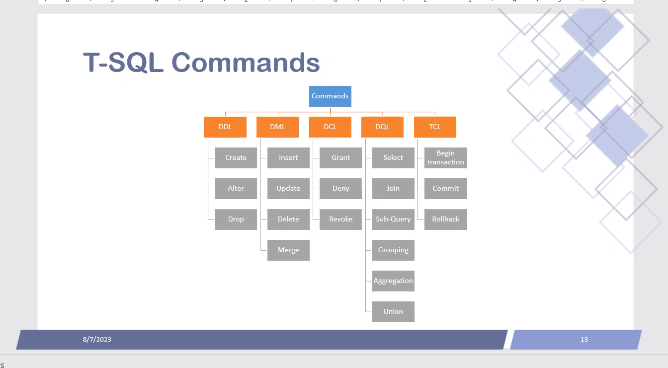 T-SQL Commands
Commands
DDL
DML
DCL
DQL
TCL
Create
Insert
Grant
Select
Begin
transaction
Alter
Update
Deny
Join
Commit
Drop
Delete
Revoke
Sub-Query
Rollback
Merge
Grouping
Aggregation
Union
8/7/2023
13